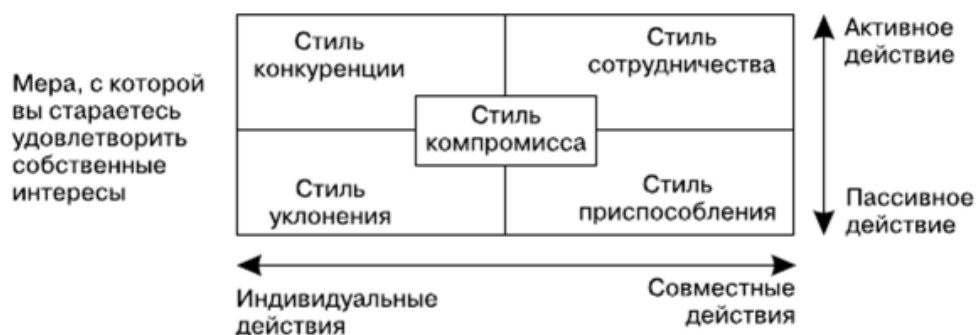 Мера, с которой
вы стараетесь
удовлетворить
собственные
интересы
Стиль
конкуренции
Стиль
сотрудничества
Стиль
компромисса
Стиль
уклонения
Стиль
приспособления
Активное
действие
Пассивное
действие
Индивидуальные
действия
Совместные
действия